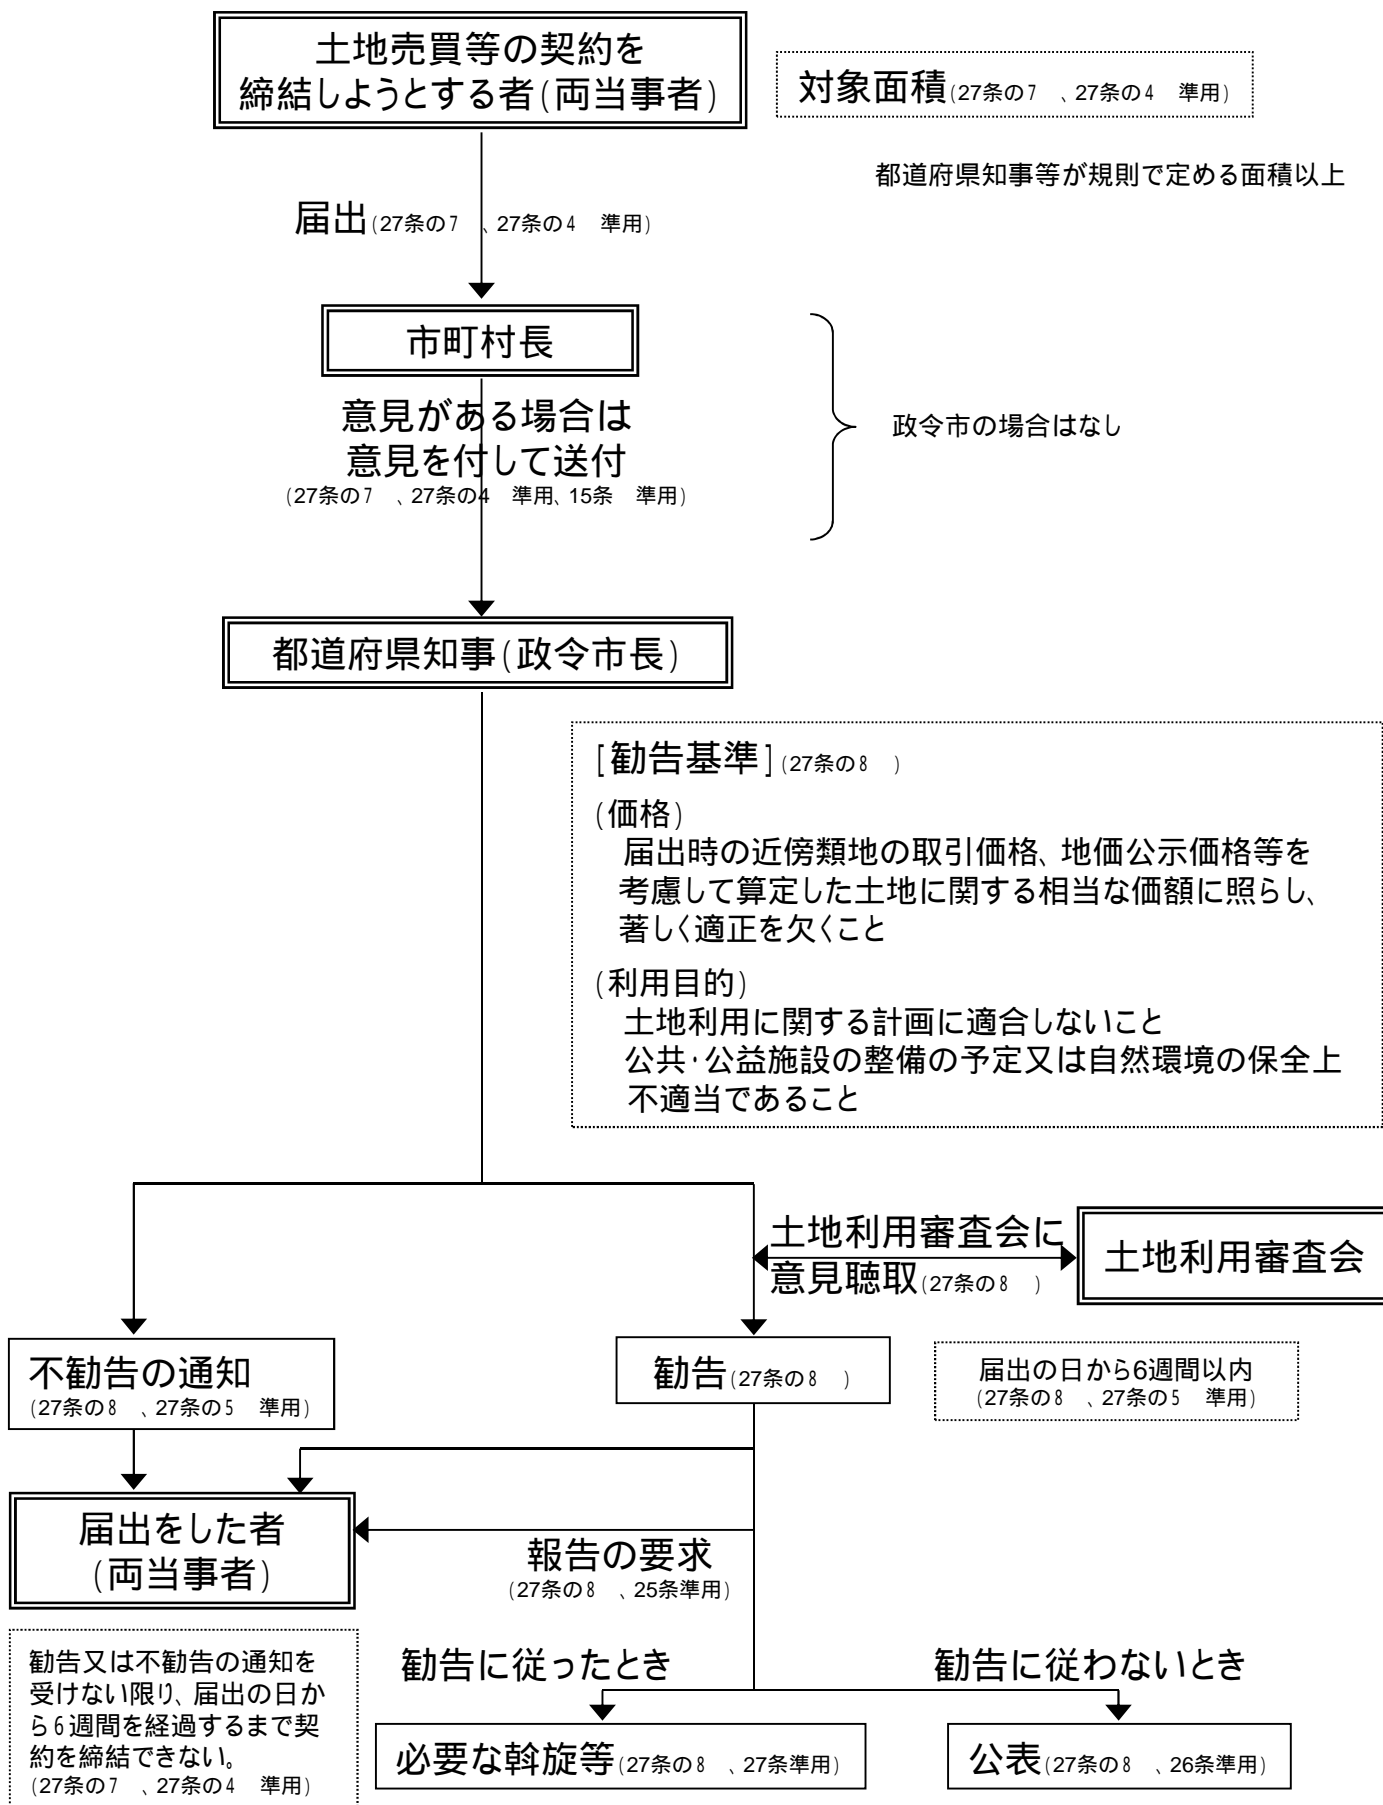 土地売買等の契約を
締結しようとする者(両当事者)
対象面積(27条の7　、27条の4　準用)
都道府県知事等が規則で定める面積以上
届出(27条の7　、27条の4　準用)
市町村長
意見がある場合は
意見を付して送付
(27条の7　、27条の4　準用、15条　準用)
政令市の場合はなし
都道府県知事(政令市長)
[勧告基準](27条の8　)
(価格)
届出時の近傍類地の取引価格、地価公示価格等を
考慮して算定した土地に関する相当な価額に照らし、
著しく適正を欠くこと
(利用目的)
土地利用に関する計画に適合しないこと
公共・公益施設の整備の予定又は自然環境の保全上
不適当であること
土地利用審査会に
意見聴取(27条の8　)
土地利用審査会
不勧告の通知
(27条の8　、27条の5　準用)
勧告(27条の8　)
届出の日から6週間以内
(27条の8　、27条の5　準用)
届出をした者
(両当事者)
報告の要求
(27条の8　、25条準用)
勧告又は不勧告の通知を
受けない限り、届出の日か
ら6週間を経過するまで契
約を締結できない。
(27条の7　、27条の4　準用)
勧告に従ったとき
勧告に従わないとき
必要な斡旋等(27条の8　、27条準用)
公表(27条の8　、26条準用)